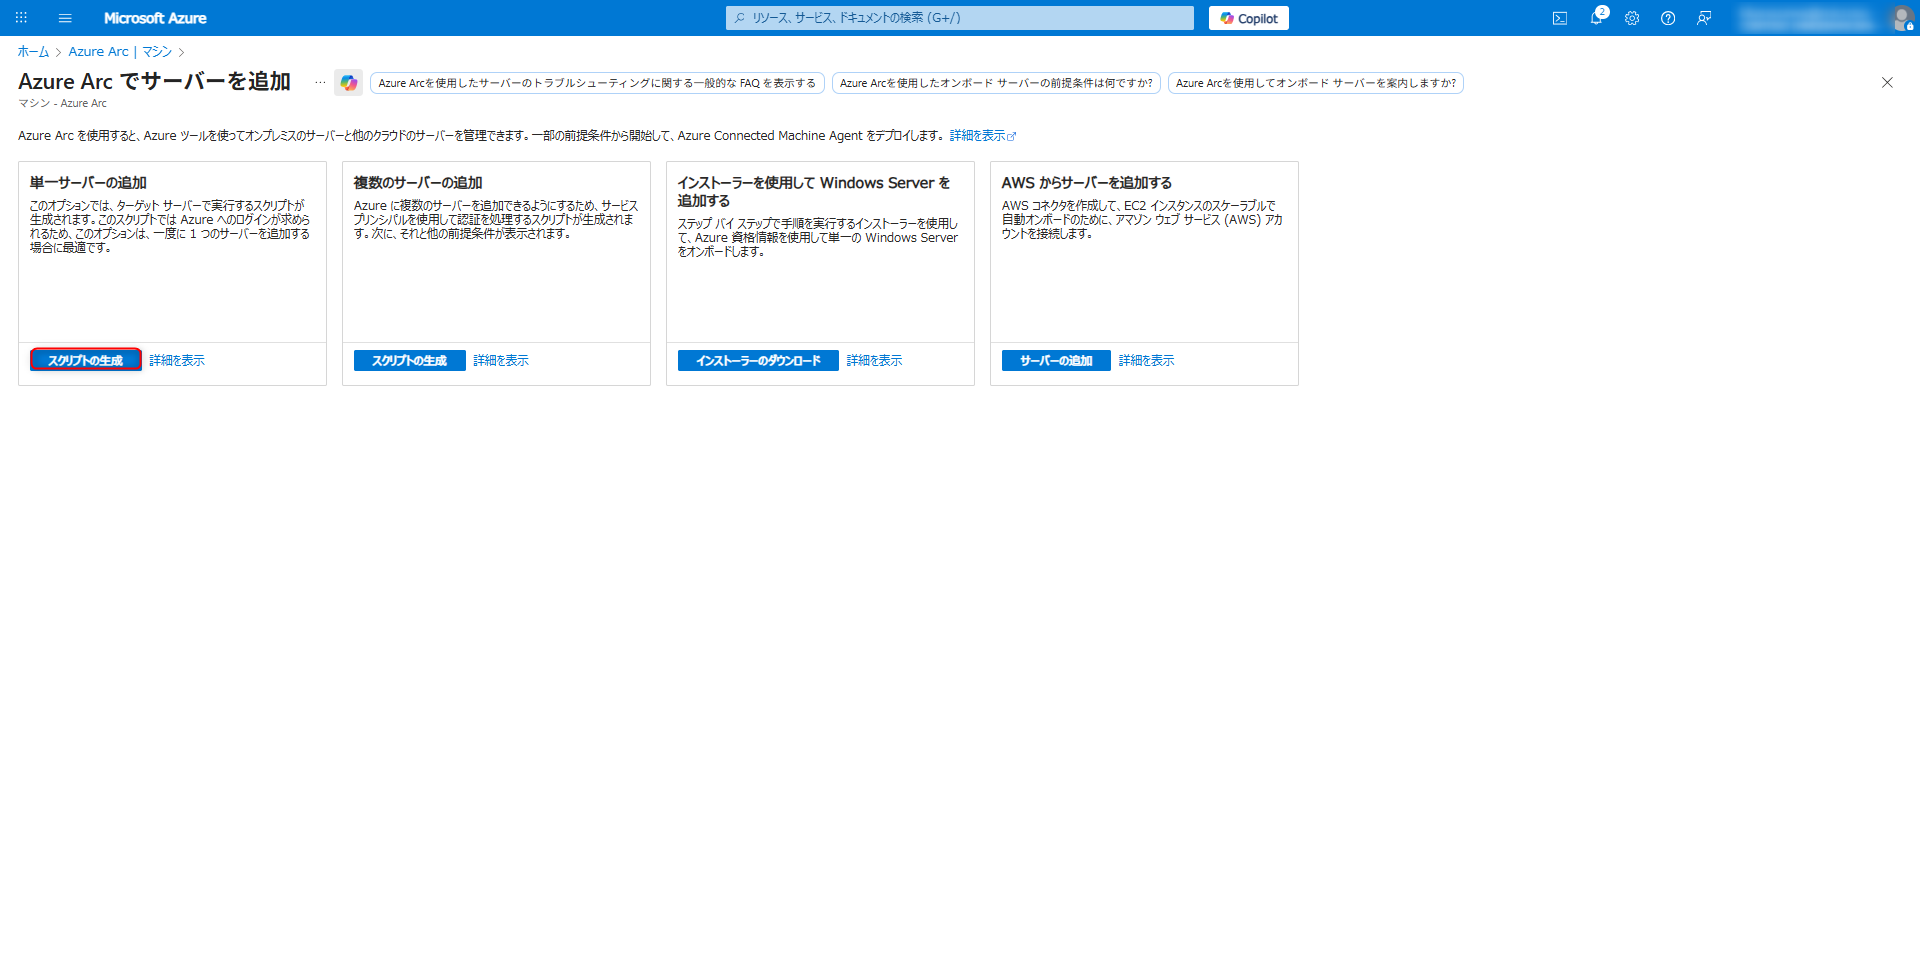 Microsoft Azure
リソース、サービス、ドキュメントの検索 (G+/)
Copilot
2
ホーム > Azure Arc | マシン >
Azure Arc でサーバーを追加 …
Azure Arcを使用したサーバーのトラブルシューティングに関する一般的な FAQ を表示する
Azure Arcを使用したオンボード サーバーの前提条件は何ですか?
Azure Arcを使用してオンボード サーバーを案内しますか?
マシン - Azure Arc
Azure Arc を使用すると、Azure ツールを使ってオンプレミスのサーバーと他のクラウドのサーバーを管理できます。一部の前提条件から開始して、Azure Connected Machine Agent をデプロイします。 詳細を表示
単一サーバーの追加
このオプションでは、ターゲット サーバーで実行するスクリプトが
生成されます。このスクリプトでは Azure へのログインが求めら
れるため、このオプションは、一度に 1 つのサーバーを追加する
場合に最適です。
スクリプトの生成 詳細を表示
複数のサーバーの追加
Azure に複数のサーバーを追加できるようにするため、サービス
プリンシパルを使用して認証を処理するスクリプトが生成されま
す。次に、それと他の前提条件が表示されます。
スクリプトの生成 詳細を表示
インストーラーを使用して Windows Server を
追加する
ステップ バイ ステップで手順を実行するインストーラーを使用し
て、Azure 資格情報を使用して単一の Windows Server
をオンボードします。
インストーラーのダウンロード 詳細を表示
AWS からサーバーを追加する
AWS コネクタを作成して、EC2 インスタンスのスケーラブルで
自動オンボードのために、アマゾン ウェブ サービス (AWS) アカ
ウントを接続します。
サーバーの追加 詳細を表示